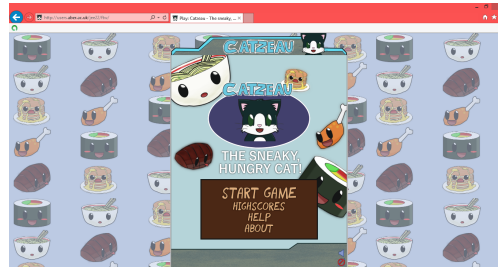 Play: Catzeau - The sneaky, ...
CATZEAU
CATZEAU
THE SNEAKY,
HUNGRY CAT!
START GAME
HIGHSCORES
HELP
ABOUT